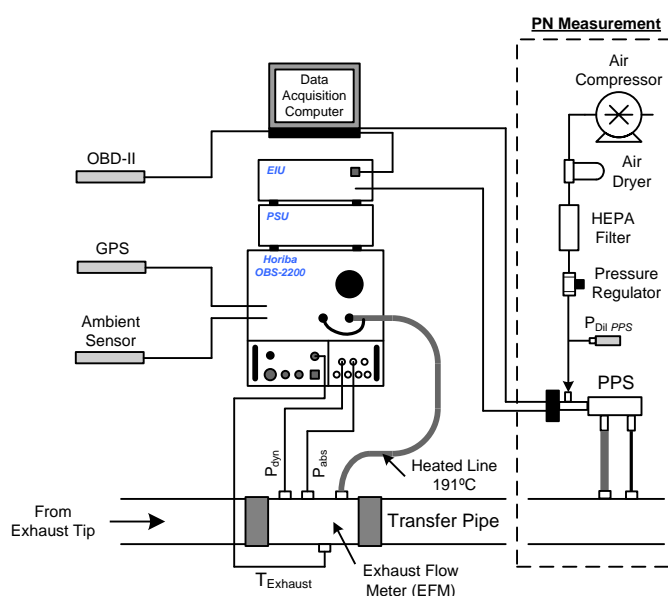 PN Measurement
Air
Compressor
Data
Acquisition
Computer
OBD-II
EIU
Air
Dryer
PSU
HEPA
Filter
GPS
Horiba
OBS-2200
Pressure
Regulator
Ambient
Sensor
PDil PPS
PPS
Pdyn
Pabs
Heated Line
191ºC
From
Exhaust Tip
Transfer Pipe
TExhaust
Exhaust Flow
Meter (EFM)